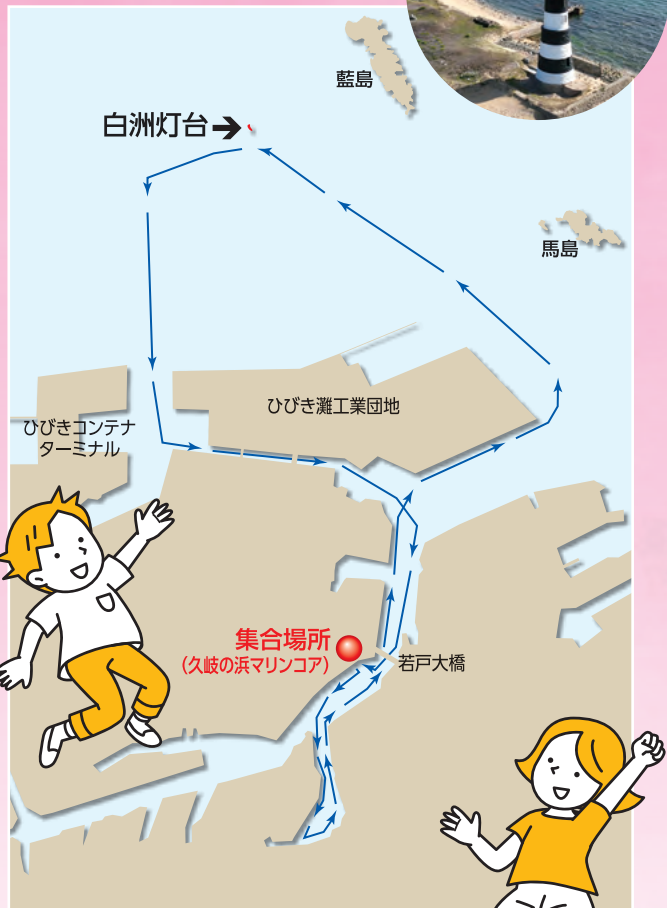 藍島
白洲灯台
馬島
ひびき灘工業団地
ひびきコンテナ
ターミナル
集合場所
(久岐の浜マリンコア)
若戸大橋